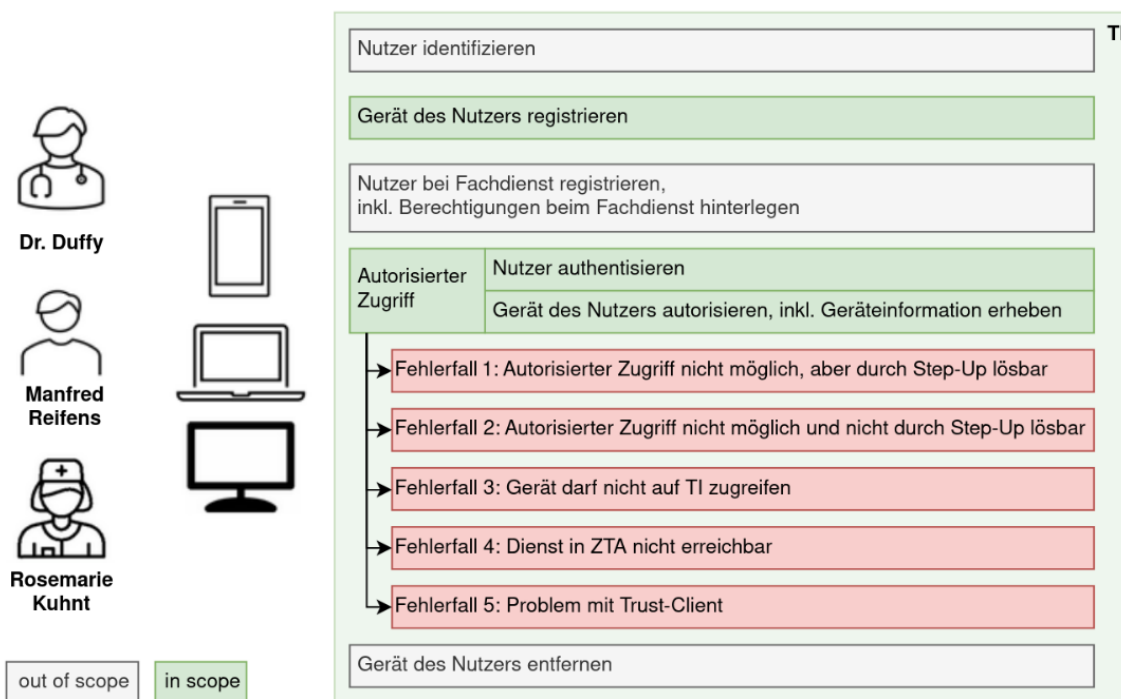 Nutzer identifizieren
Gerät des Nutzers registrieren
Nutzer bei Fachdienst registrieren,
inkl. Berechtigungen beim Fachdienst hinterlegen
Autorisierter
Zugriff
Nutzer authentisieren
Gerät des Nutzers autorisieren, inkl. Geräteinformation erheben
Fehlerfall 1: Autorisierter Zugriff nicht möglich, aber durch Step-Up lösbar
Fehlerfall 2: Autorisierter Zugriff nicht möglich und nicht durch Step-Up lösbar
Fehlerfall 3: Gerät darf nicht auf TI zugreifen
Fehlerfall 4: Dienst in ZTA nicht erreichbar
Fehlerfall 5: Problem mit Trust-Client
Gerät des Nutzers entfernen
Dr. Duffy
Manfred
Reifens
Rosemarie
Kuhnt
out of scope
in scope